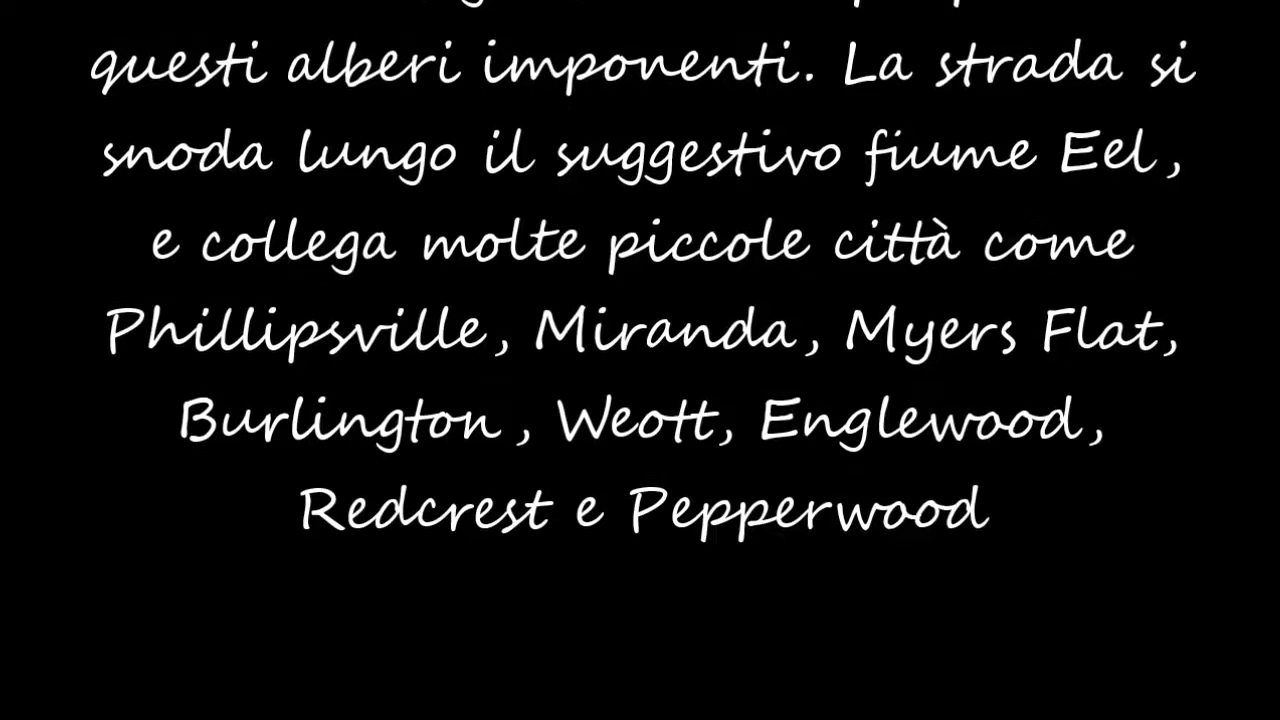 questi alberi imponenti. La strada si
snoda lungo il suggestivo fiume Eel,
e collega molte piccole città come
Phillipsville, Miranda, Myers Flat,
Burlington, Weott, Englewood,
Redcrest e Pepperwood